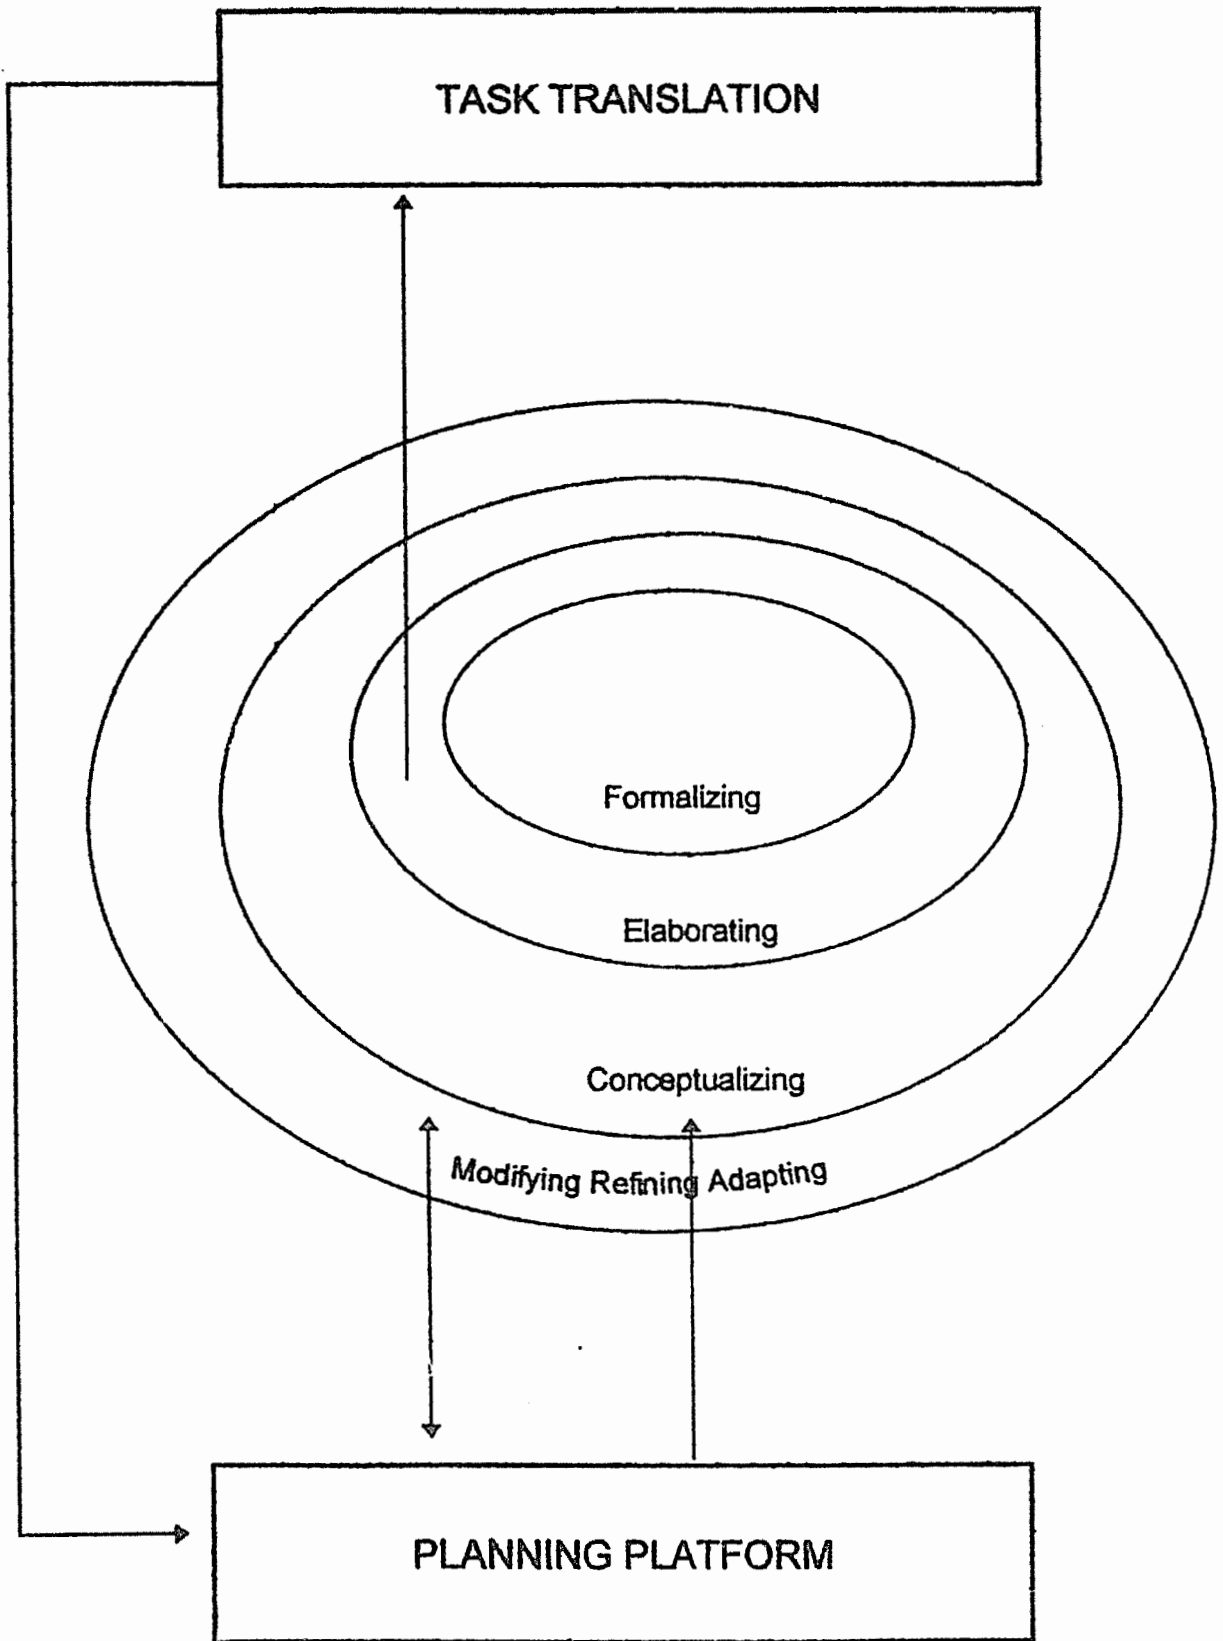 TASK TRANSLATION
Formalizing
Elaborating
Conceptualizing
Modifying Refining Adapting
PLANNING PLATFORM